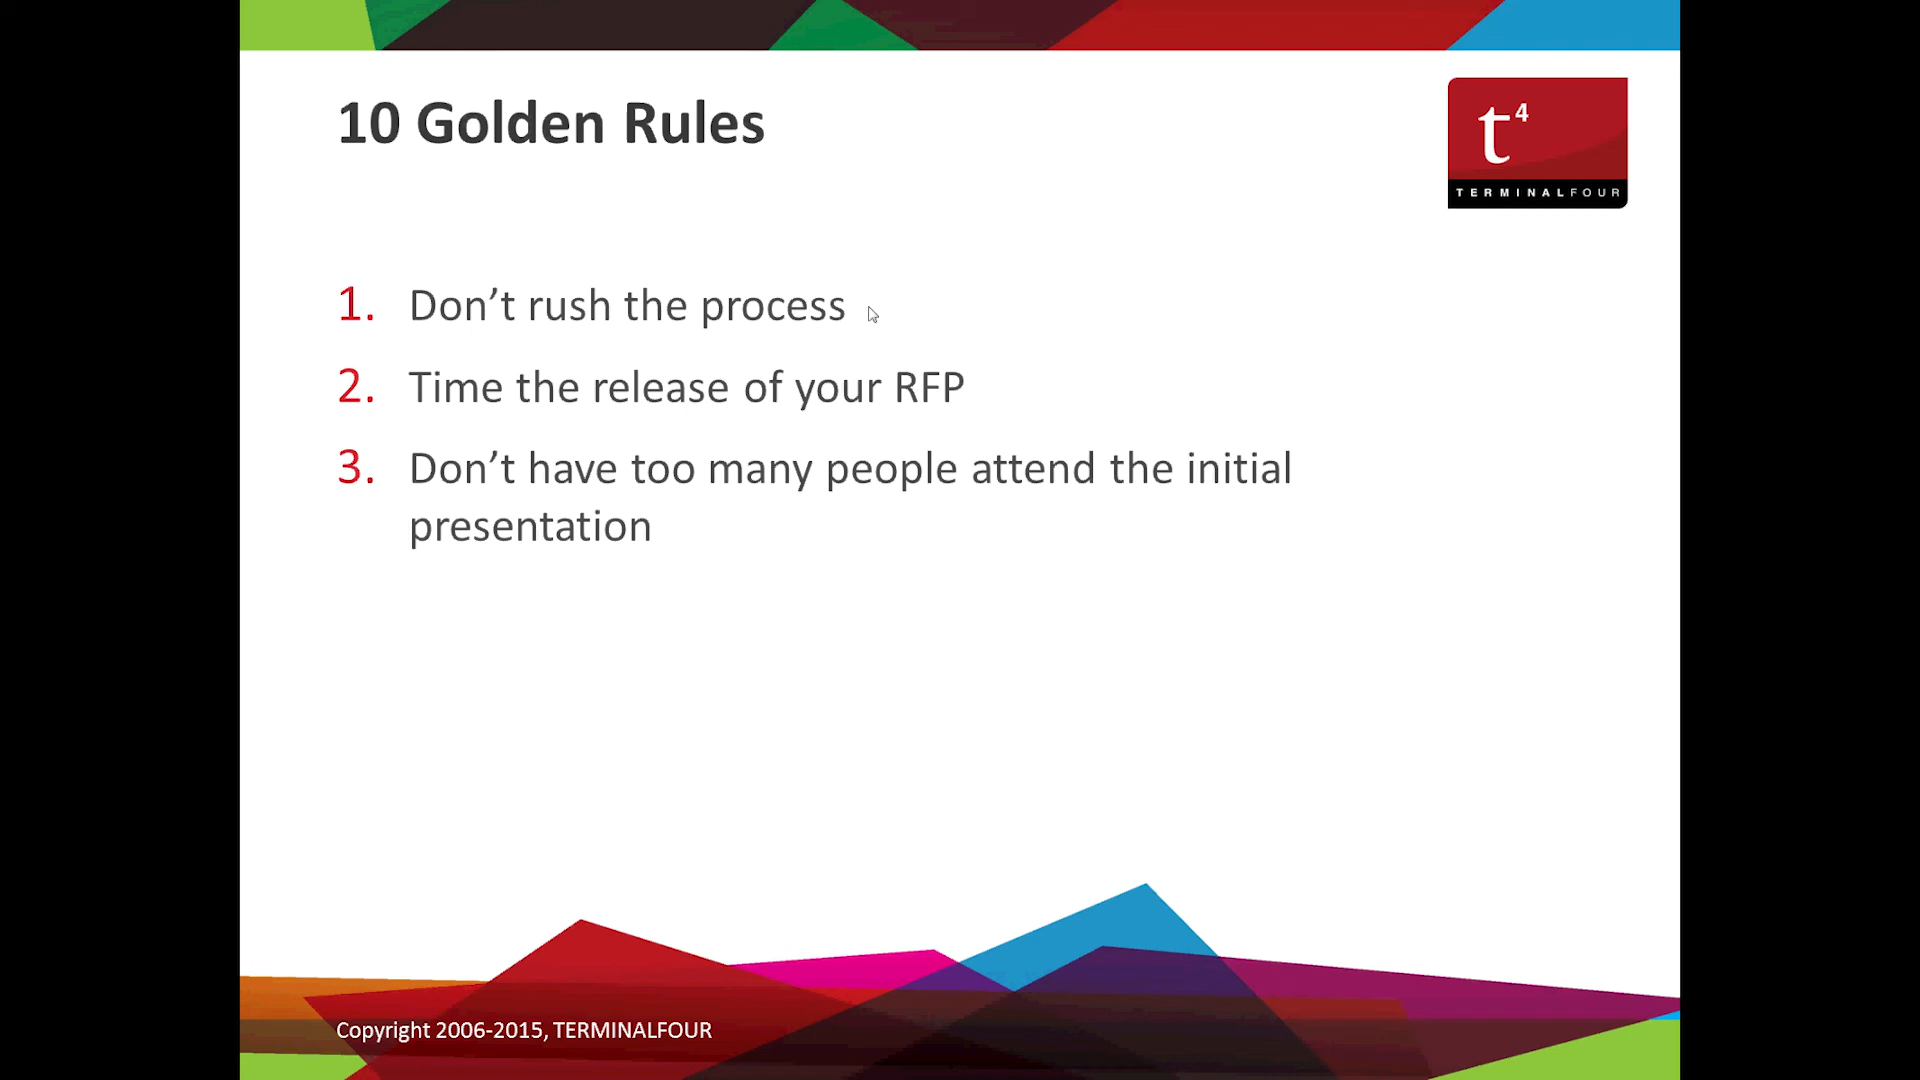 10 Golden Rules
t4
TERMINALFOUR
1. Don’t rush the process
2. Time the release of your RFP
3. Don’t have too many people attend the initial
presentation
Copyright 2006-2015, TERMINALFOUR